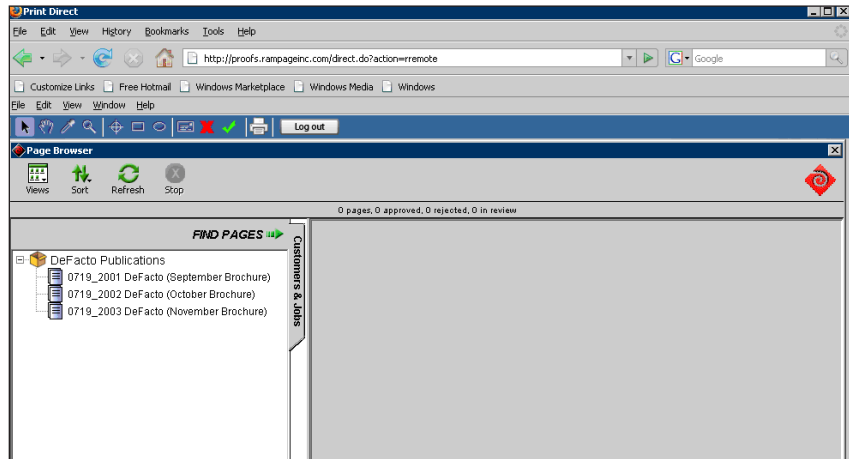 Print Direct
File Edit View History Bookmarks Tools Help
http://proofs.rampageinc.com/direct.do?action=rremote
G Google
Customize Links Free Hotmail Windows Marketplace Windows Media Windows
File Edit View Window Help
Log out
Page Browser
Views Sort Refresh Stop
0 pages, 0 approved, 0 rejected, 0 in review
FIND PAGES
Customers & Jobs
DeFacto Publications
0719_2001 DeFacto (September Brochure)
0719_2002 DeFacto (October Brochure)
0719_2003 DeFacto (November Brochure)